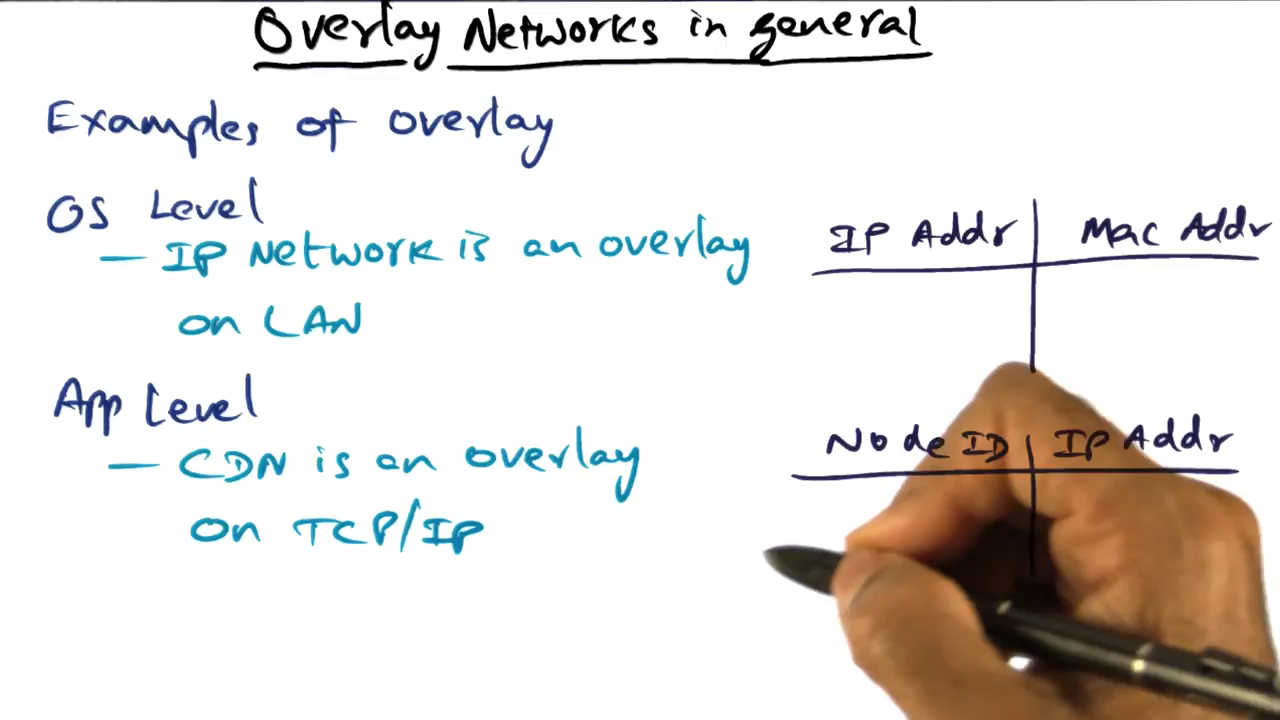 Overlay Networks in general
Examples of overlay
OS Level
— IP Network is an overlay
on LAN
IP Addr Mac Addr
App Level
— CDN is an overlay
on TCP/IP
Node ID IP Addr